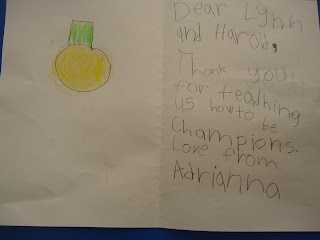 Dear Lynn
and Harold,
Thank you
for teaching
us how to be
Champions.
Love from
Adrianna